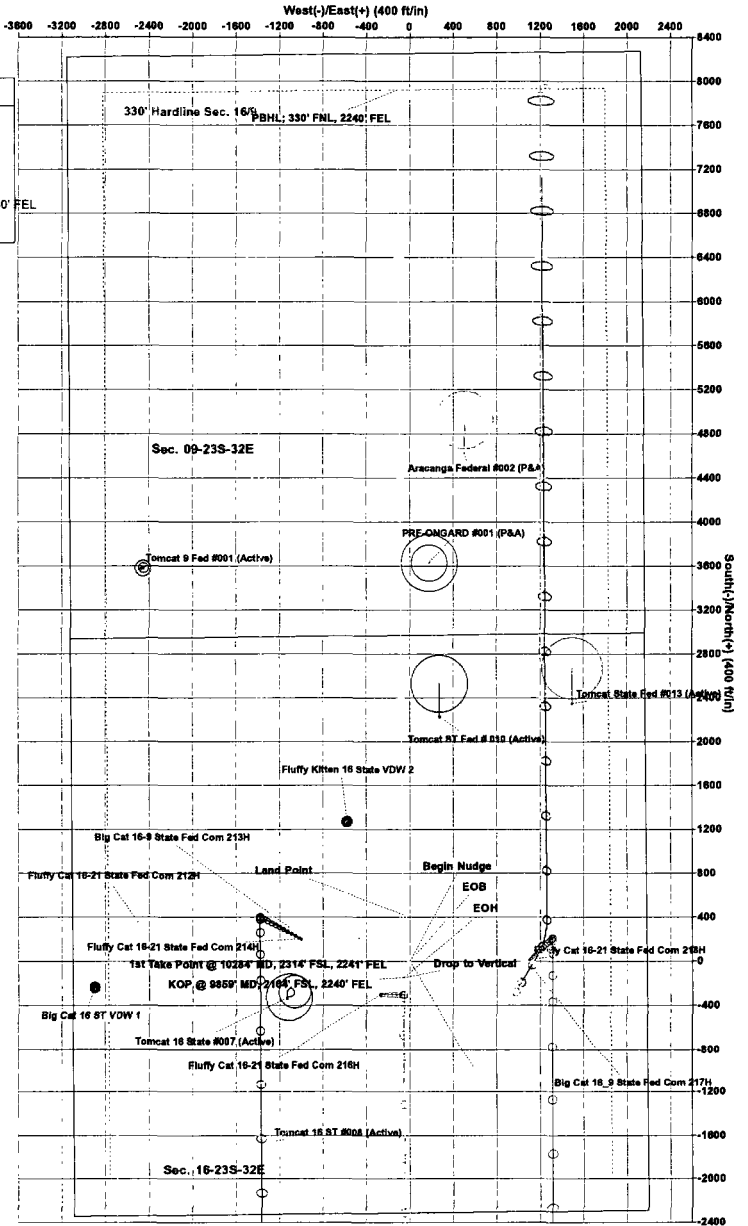 West(-)/East(+) (400 ft/in)
-3600 -3200 -2800 -2400 -2000 -1600 -1200 -800 -400 0 400 800 1200 1600 2000 2400
8400
8000
330' Hardline Sec. 16/9
PBHL; 330' FNL, 2240' FEL
7600
7200
0' FEL
6800
6400
6000
5600
5200
4800
Sec. 09-23S-32E
Aracanga Federal #002 (P&A)
4400
4000
PRE-ONGARD #001 (P&A)
Tomcat 9 Fed #001 (Active)
3600
South(-)/North(+) (400 ft/in)
3200
2800
Tomcat State Fed #013 (Active)
2400
Tomcat ST Fed # 010 (Active)
2000
Fluffy Kitten 16 State VDW 2
1600
1200
Big Cat 16-9 State Fed Com 213H
Land Point
Begin Nudge
Fluffy Cat 16-21 State Fed Com 212H
800
EOB
EOH
400
Fluffy Cat 16-21 State Fed Com 214H
y Cat 16-21 State Fed Com 218H
1st Take Point @ 10284' MD, 2314' FSL, 2241' FEL
Drop to Vertical
0
KOP @ 9859' MD, 2164' FSL, 2240' FEL
-400
Big Cat 16 ST VDW 1
Tomcat 16 State #007 (Active)
-800
Fluffy Cat 16-21 State Fed Com 216H
Big Cat 16_9 State Fed Com 217H
-1200
Tomcat 16 ST #008 (Active)
-1600
Sec. 16-23S-32E
-2000
-2400